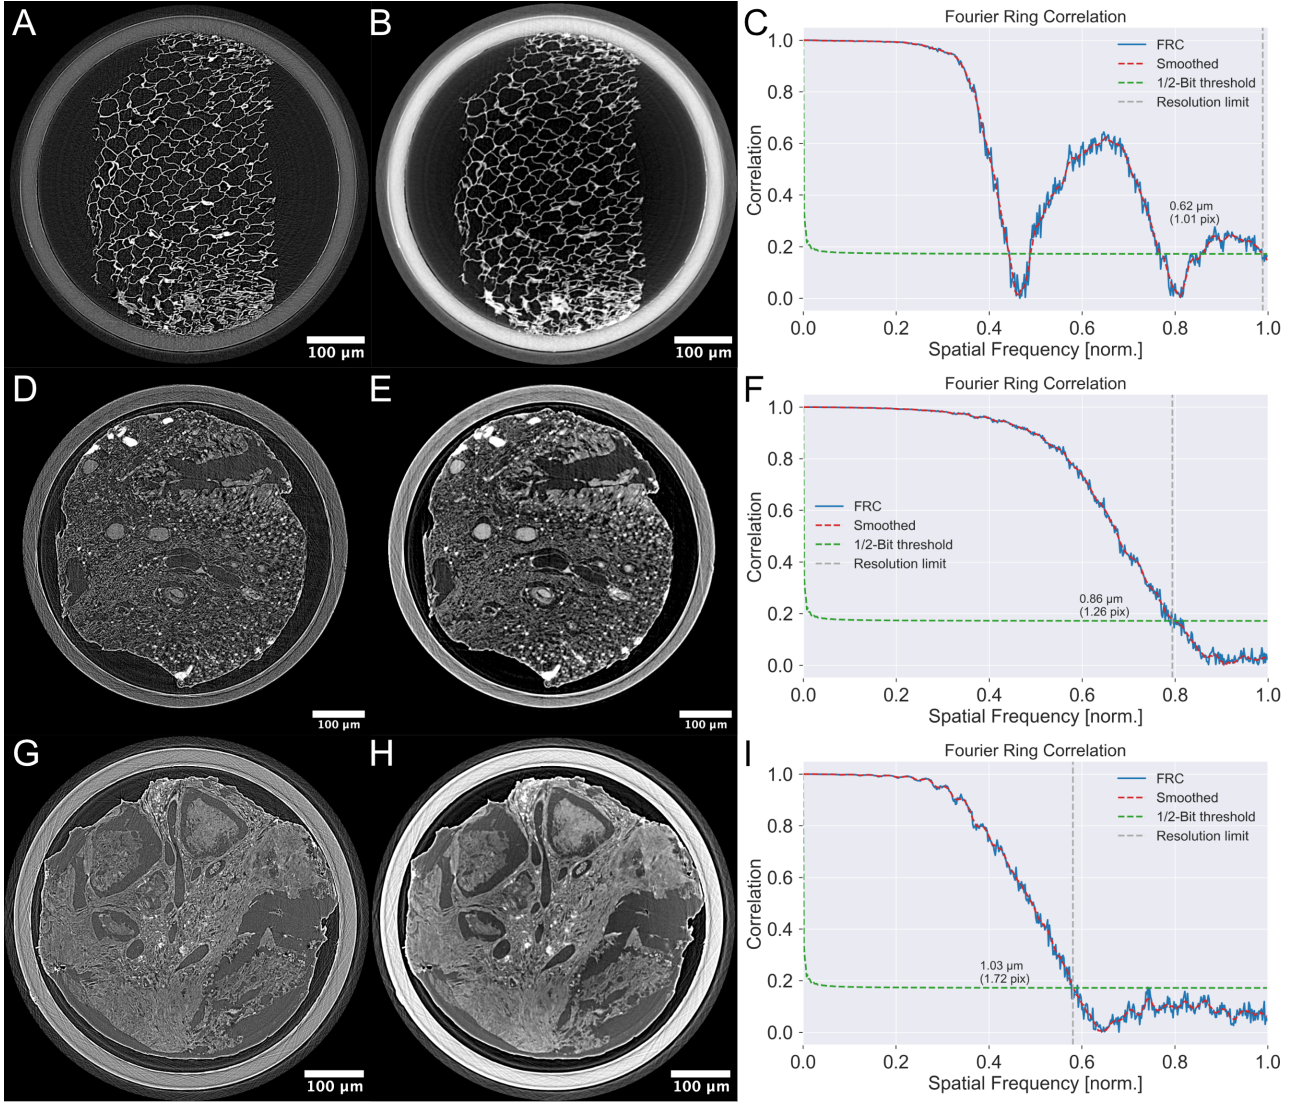 A
100 µm
B
100 µm
C
Fourier Ring Correlation
Correlation
1.0
0.8
0.6
0.4
0.2
0.0
FRC
Smoothed
1/2-Bit threshold
Resolution limit
0.62 µm
(1.01 pix)
0.0 0.2 0.4 0.6 0.8 1.0
Spatial Frequency [norm.]
D
100 µm
E
100 µm
F
Fourier Ring Correlation
Correlation
1.0
0.8
0.6
0.4
0.2
0.0
FRC
Smoothed
1/2-Bit threshold
Resolution limit
0.86 µm
(1.26 pix)
0.0 0.2 0.4 0.6 0.8 1.0
Spatial Frequency [norm.]
G
100 µm
H
100 µm
I
Fourier Ring Correlation
Correlation
1.0
0.8
0.6
0.4
0.2
0.0
FRC
Smoothed
1/2-Bit threshold
Resolution limit
1.03 µm
(1.72 pix)
0.0 0.2 0.4 0.6 0.8 1.0
Spatial Frequency [norm.]